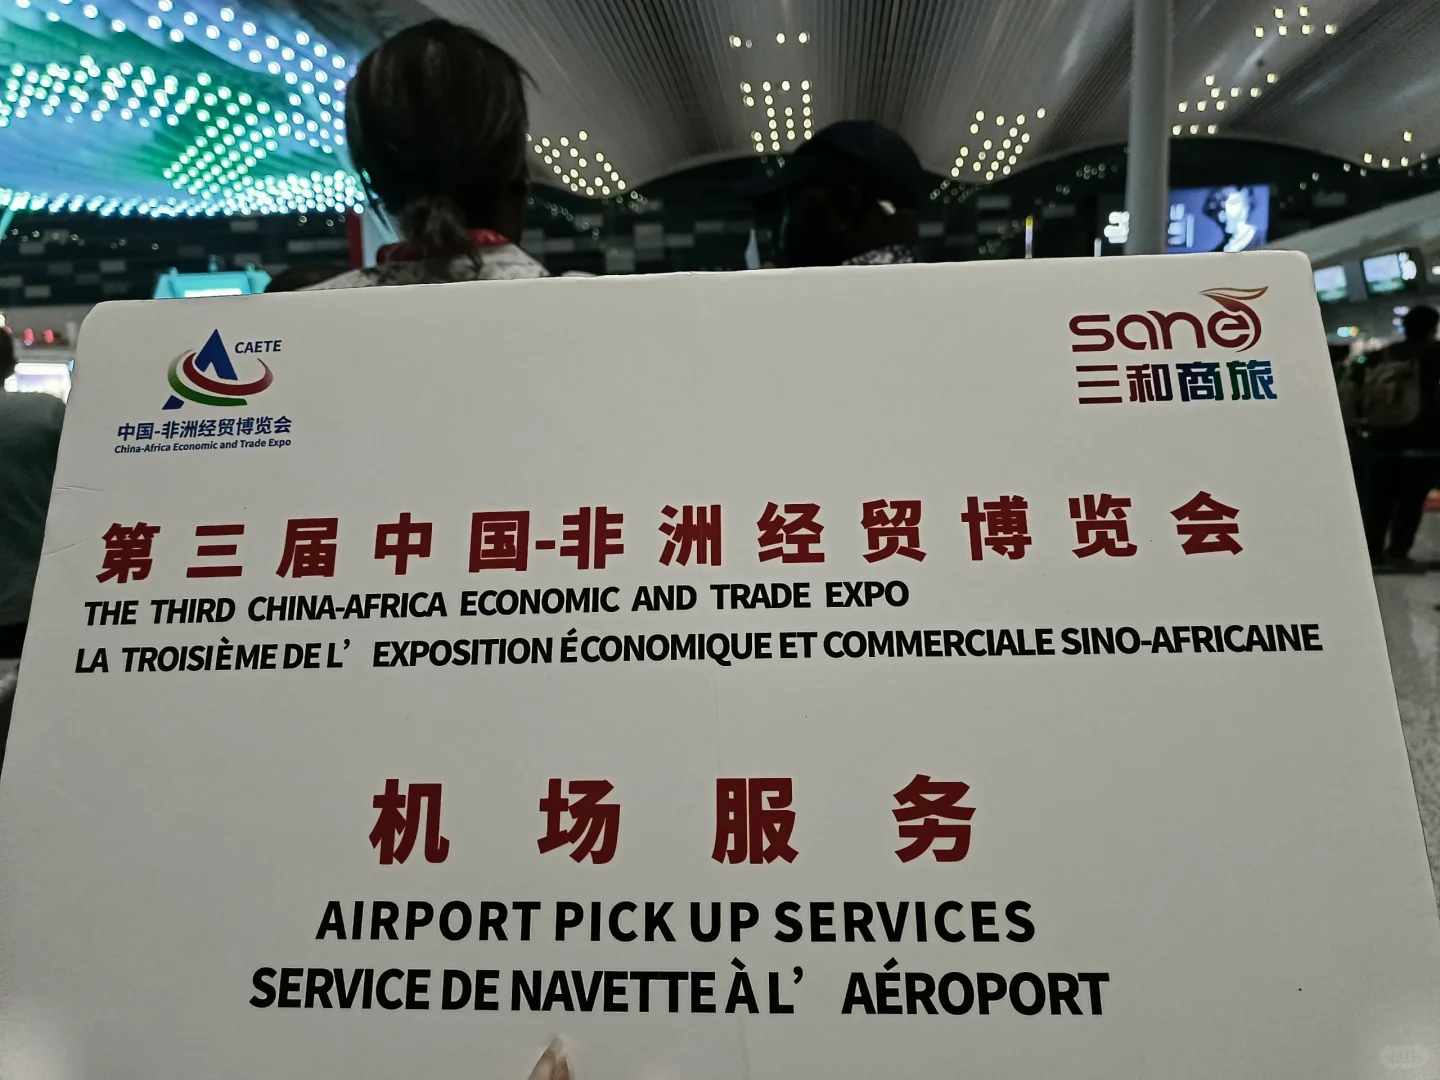 CAETE
中国-非洲经贸博览会
China-Africa Economic and Trade Expo
sane
三和商旅
第三届中国-非洲经贸博览会
THE THIRD CHINA-AFRICA ECONOMIC AND TRADE EXPO
LA TROISIÈME DE L' EXPOSITION ÉCONOMIQUE ET COMMERCIALE SINO-AFRICAINE
机场服务
AIRPORT PICK UP SERVICES
SERVICE DE NAVETTE À L' AÉROPORT